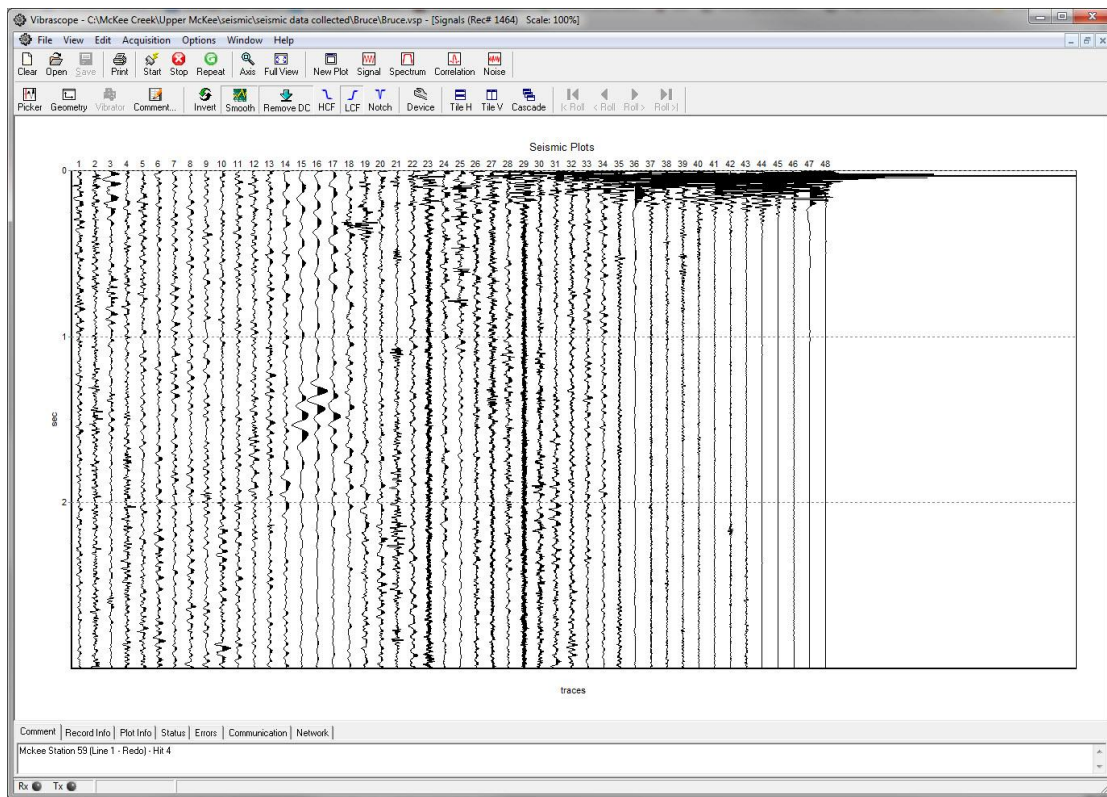 Vibrascope - C:\McKee Creek\Upper McKee\seismic\seismic data collected\Bruce\Bruce.vsp - [Signals (Rec# 1464) Scale: 100%]
File View Edit Acquisition Options Window Help
Clear Open Save Print Start Stop Repeat Axis Full View New Plot Signal Spectrum Correlation Noise
Picker Geometry Vibrator Comment... Invert Smooth Remove DC HCF LCF Notch Device Tile H Tile V Cascade |< Roll < Roll Roll > Roll >|
Seismic Plots
1 2 3 4 5 6 7 8 9 10 11 12 13 14 15 16 17 18 19 20 21 22 23 24 25 26 27 28 29 30 31 32 33 34 35 36 37 38 39 40 41 42 43 44 45 46 47 48
0
1
sec
2
traces
Comment Record Info Plot Info Status Errors Communication Network
Mckee Station 59 (Line 1 - Redo) - Hit 4
Rx Tx